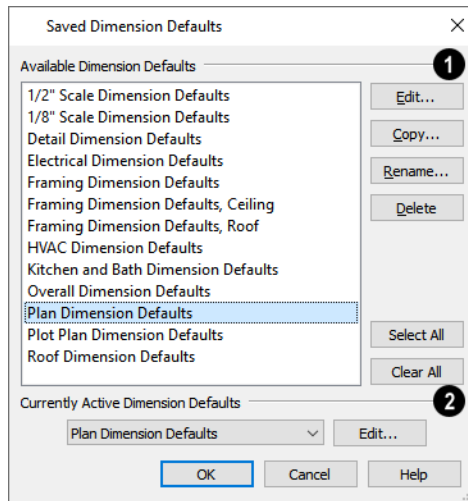 Saved Dimension Defaults
Available Dimension Defaults
1
1/2" Scale Dimension Defaults
1/8" Scale Dimension Defaults
Detail Dimension Defaults
Electrical Dimension Defaults
Framing Dimension Defaults
Framing Dimension Defaults, Ceiling
Framing Dimension Defaults, Roof
HVAC Dimension Defaults
Kitchen and Bath Dimension Defaults
Overall Dimension Defaults
Plan Dimension Defaults
Plot Plan Dimension Defaults
Roof Dimension Defaults
Edit...
Copy...
Rename...
Delete
Select All
Clear All
Currently Active Dimension Defaults
2
Plan Dimension Defaults
Edit...
OK
Cancel
Help